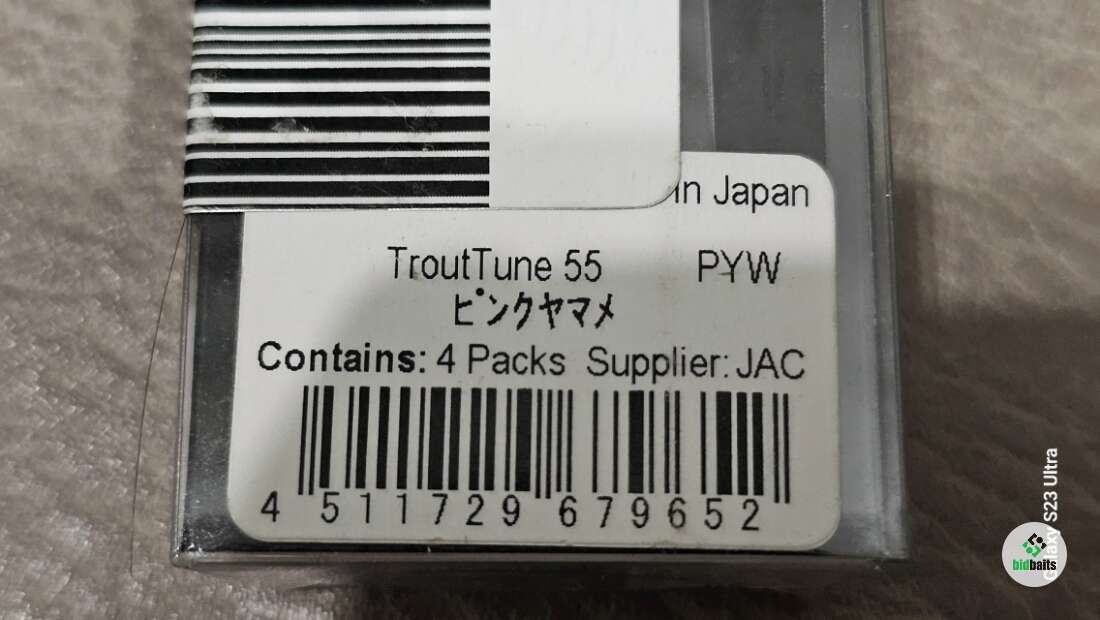 in Japan
TroutTune 55 PYW
ピンクヤマメ
Contains: 4 Packs Supplier: JAC
4 511729 679652
Galaxy S23 Ultra
bidbaits